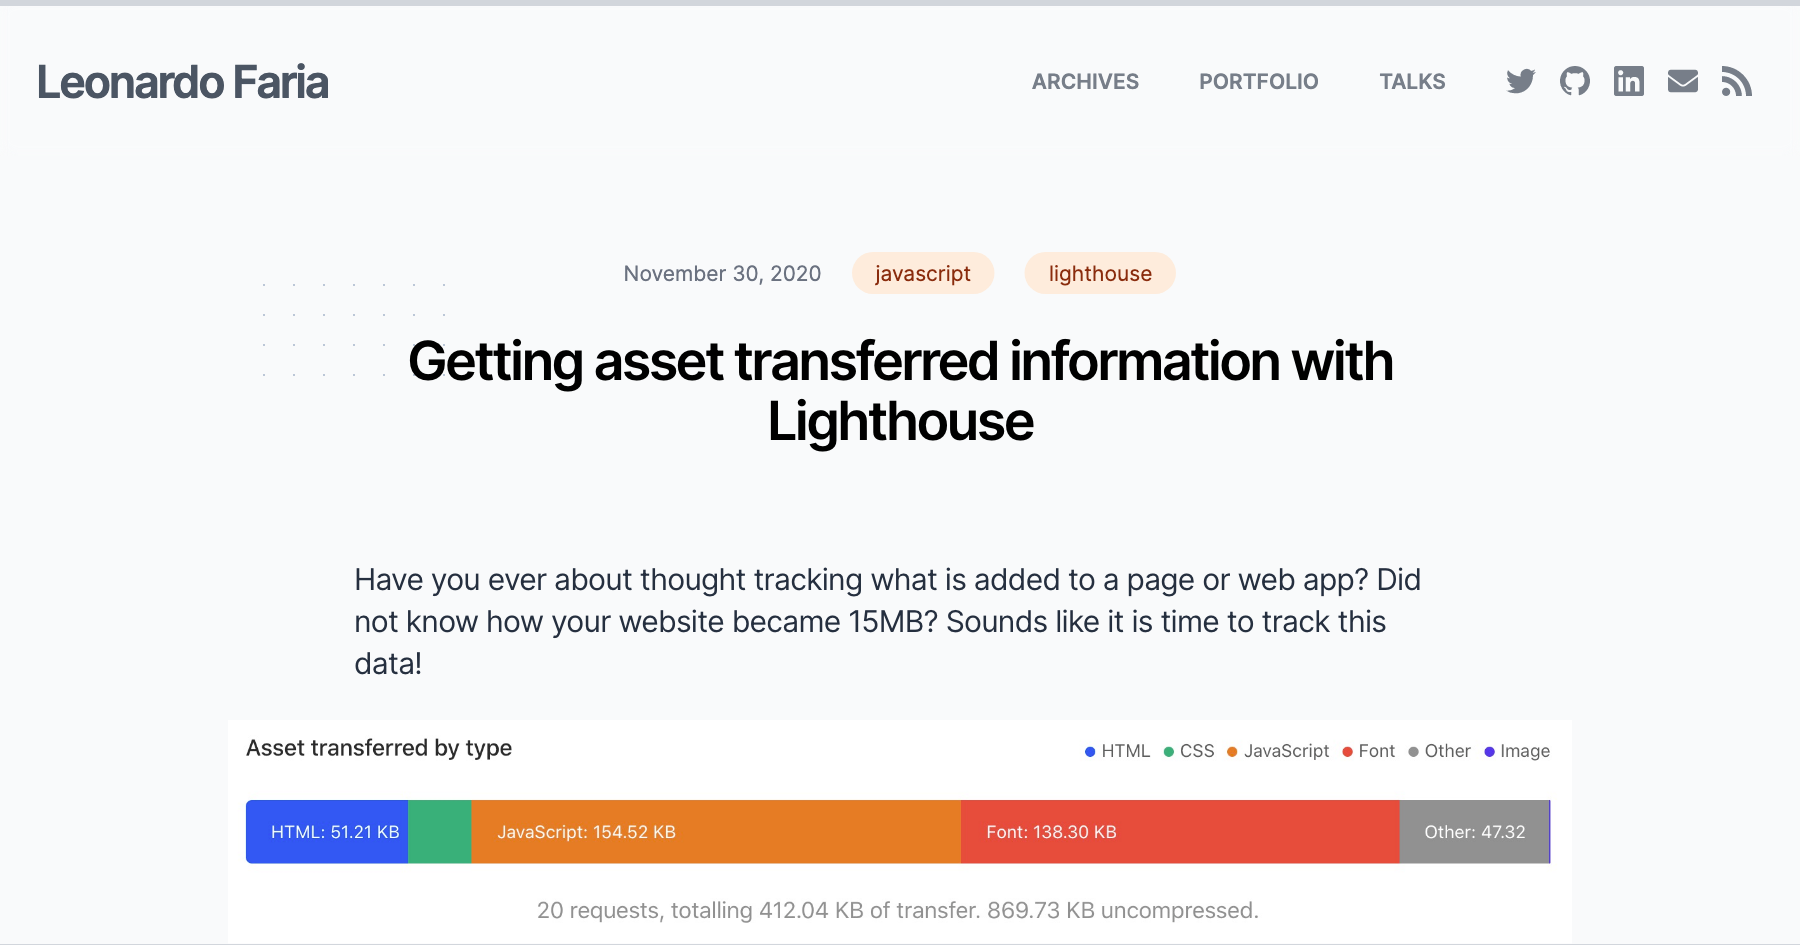 Leonardo Faria
ARCHIVES PORTFOLIO TALKS
November 30, 2020 javascript lighthouse
Getting asset transferred information with
Lighthouse
Have you ever about thought tracking what is added to a page or web app? Did
not know how your website became 15MB? Sounds like it is time to track this
data!
Asset transferred by type
HTML CSS JavaScript Font Other Image
HTML: 51.21 KB JavaScript: 154.52 KB Font: 138.30 KB Other: 47.32
20 requests, totalling 412.04 KB of transfer. 869.73 KB uncompressed.